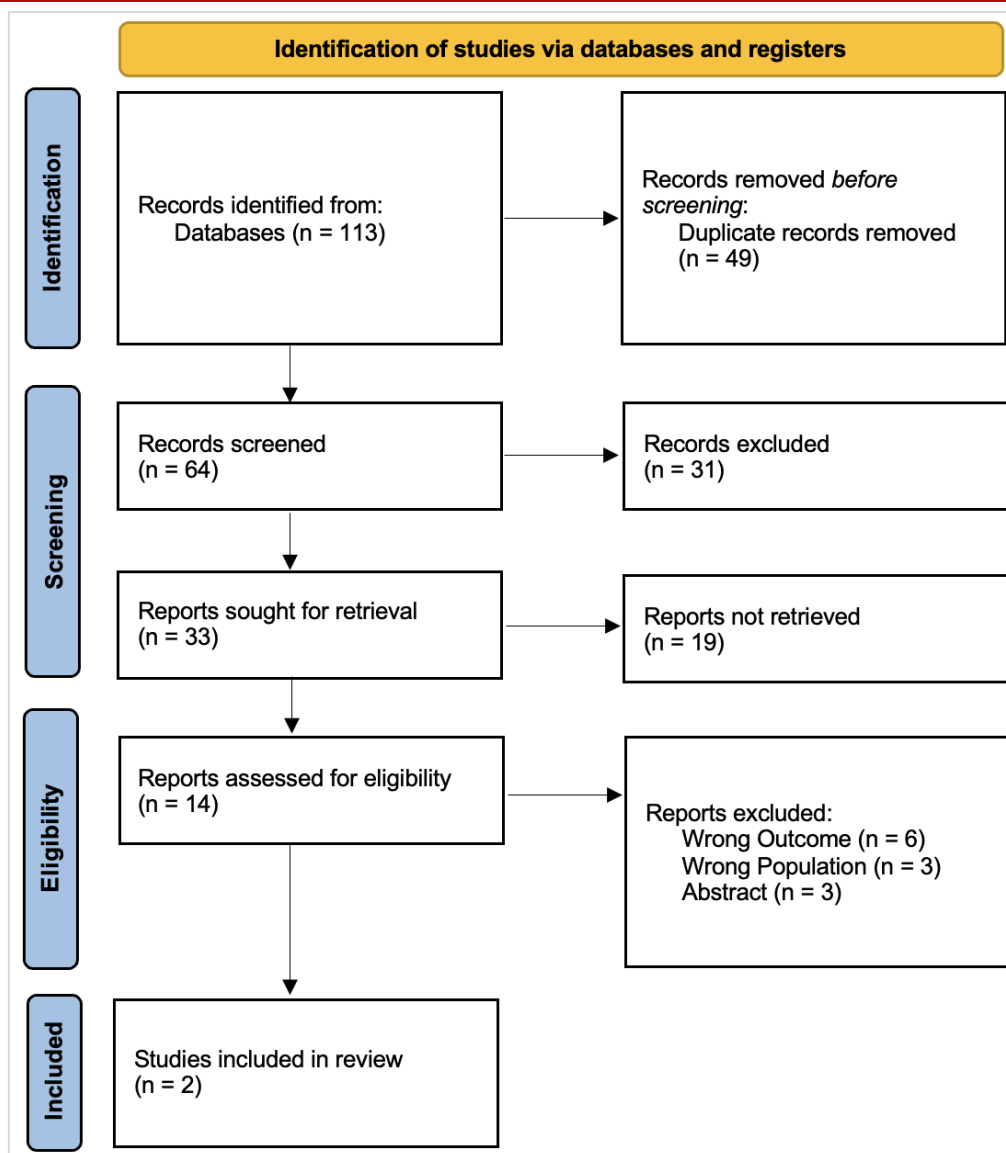 Identification of studies via databases and registers
Identification
Records identified from:
Databases (n = 113)
Records removed before
screening:
Duplicate records removed
(n = 49)
Screening
Records screened
(n = 64)
Records excluded
(n = 31)
Reports sought for retrieval
(n = 33)
Reports not retrieved
(n = 19)
Eligibility
Reports assessed for eligibility
(n = 14)
Reports excluded:
Wrong Outcome (n = 6)
Wrong Population (n = 3)
Abstract (n = 3)
Included
Studies included in review
(n = 2)